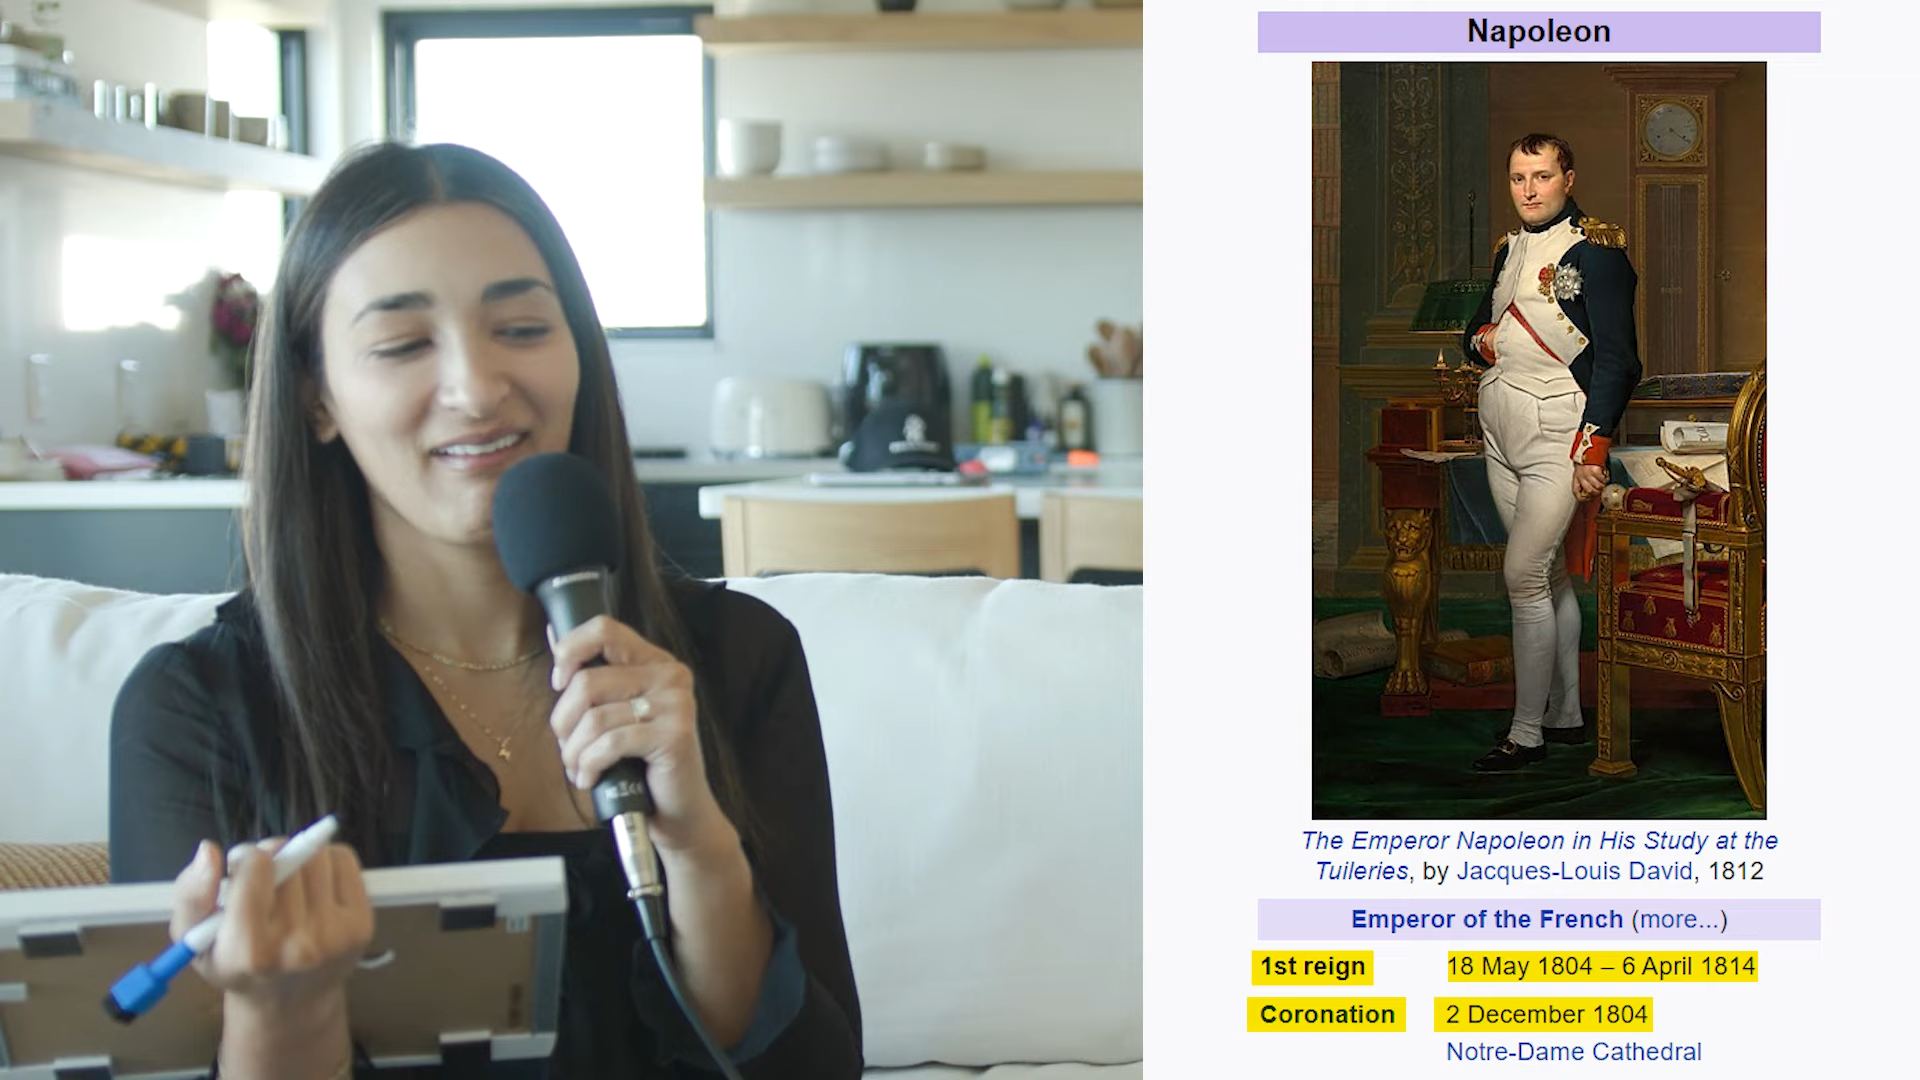 Napoleon
The Emperor Napoleon in His Study at the
Tuileries, by Jacques-Louis David, 1812
Emperor of the French (more...)
1st reign 18 May 1804 – 6 April 1814
Coronation 2 December 1804
Notre-Dame Cathedral